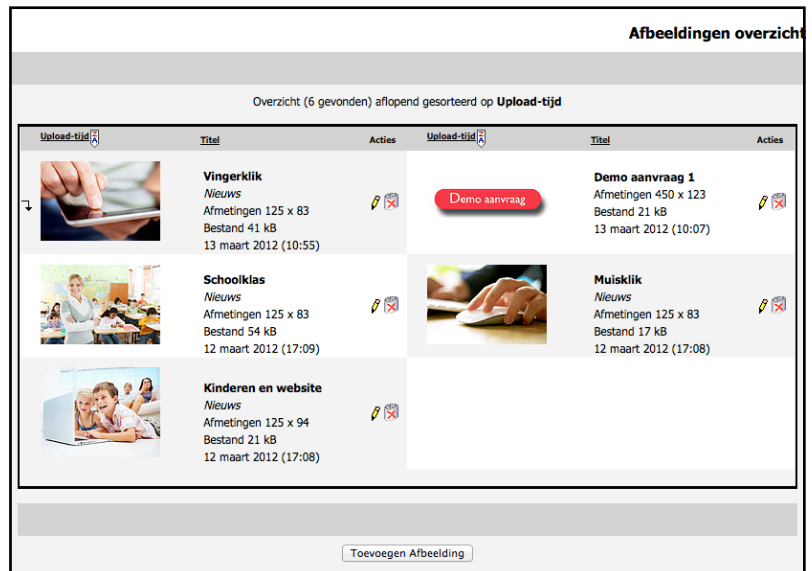 Afbeeldingen overzicht
Overzicht (6 gevonden) aflopend gesorteerd op Upload-tijd
Upload-tijd Titel Acties Upload-tijd Titel Acties
Vingerklik
Nieuws
Afmetingen 125 x 83
Bestand 41 kB
13 maart 2012 (10:55)
Demo aanvraag
Demo aanvraag 1
Afmetingen 450 x 123
Bestand 21 kB
13 maart 2012 (10:07)
Schoolklas
Nieuws
Afmetingen 125 x 83
Bestand 54 kB
12 maart 2012 (17:09)
Muisklik
Nieuws
Afmetingen 125 x 83
Bestand 17 kB
12 maart 2012 (17:08)
Kinderen en website
Nieuws
Afmetingen 125 x 94
Bestand 21 kB
12 maart 2012 (17:08)
Toevoegen Afbeelding